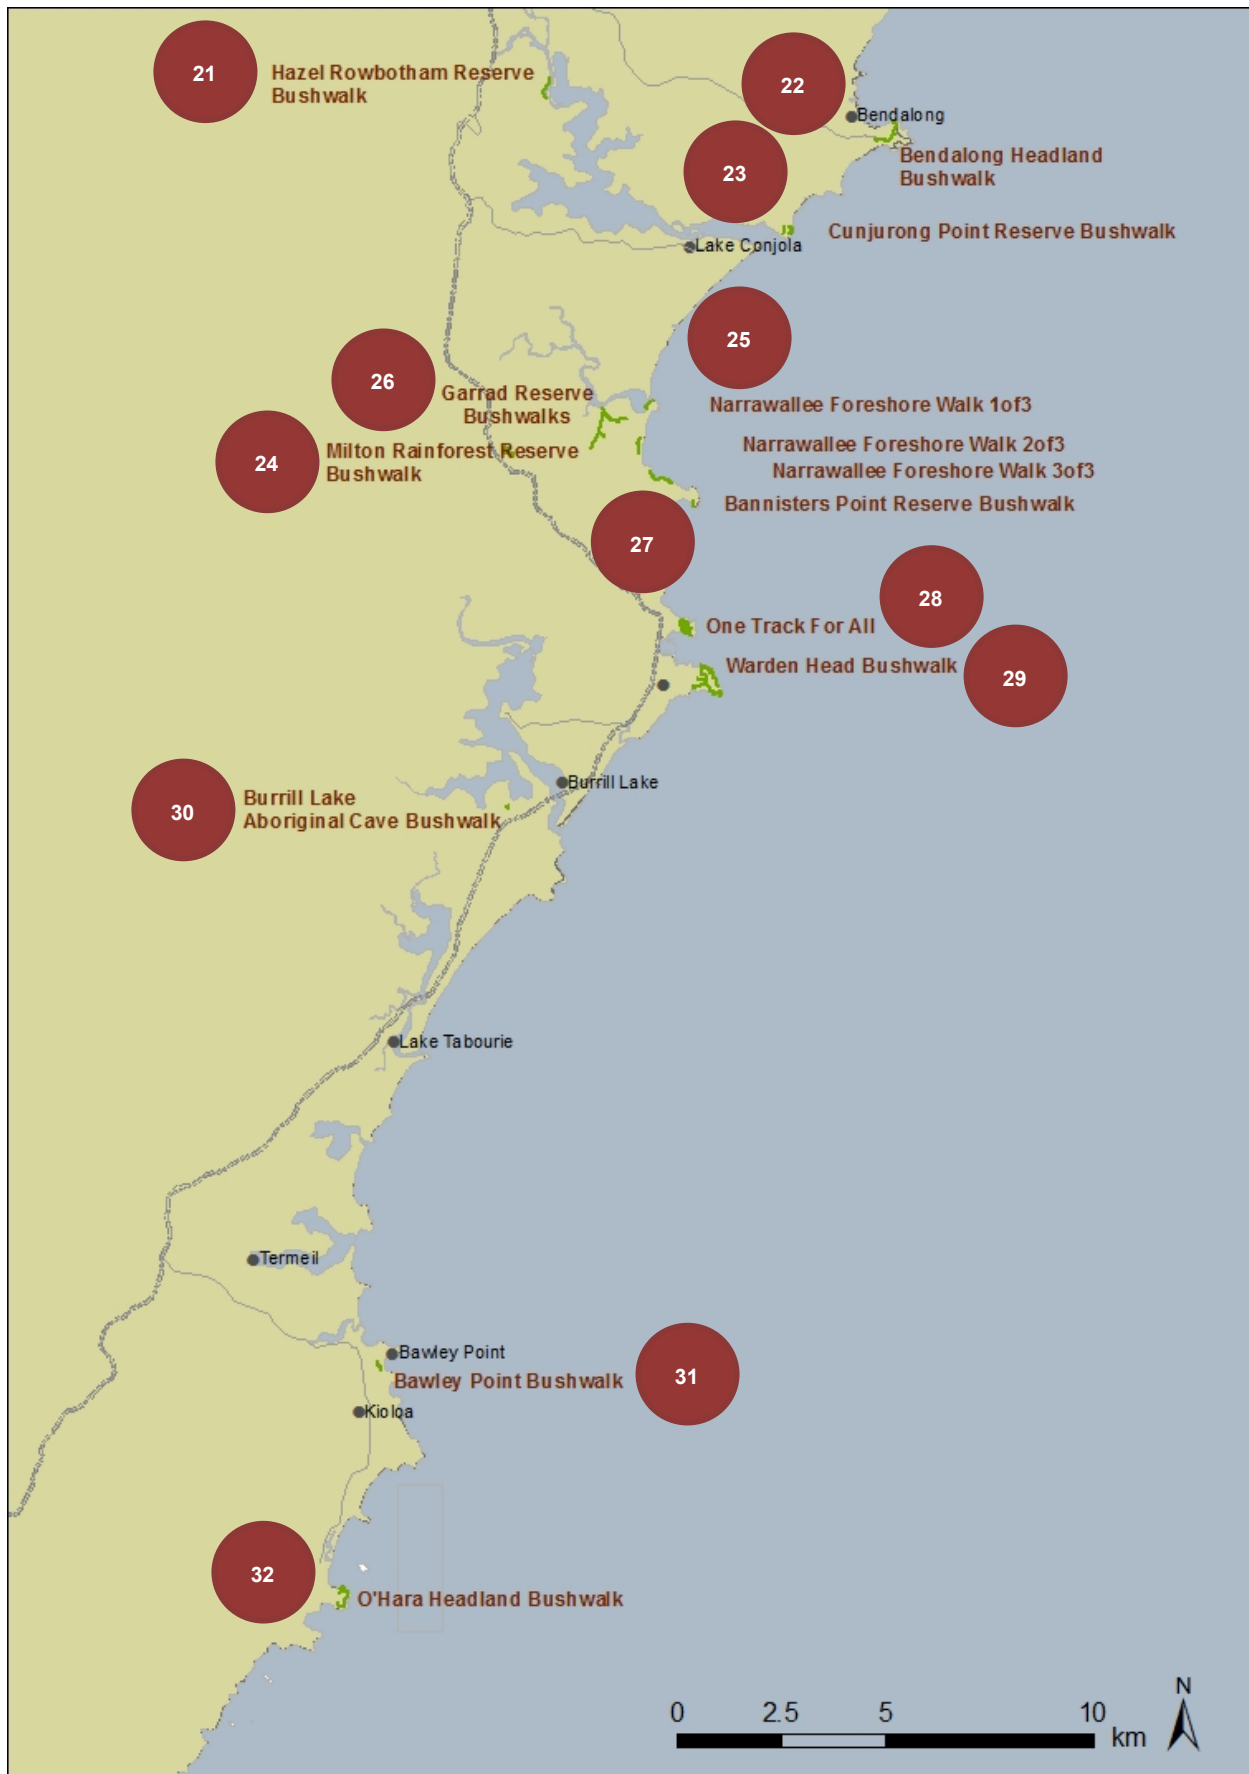 21
Hazel Rowbotham Reserve
Bushwalk
22
Bendalong
Bendalong Headland
Bushwalk
23
Cunjurong Point Reserve Bushwalk
Lake Conjola
25
26
Garrad Reserve
Bushwalks
Narrawallee Foreshore Walk 1of3
24
Milton Rainforest Reserve
Bushwalk
Narrawallee Foreshore Walk 2of3
Narrawallee Foreshore Walk 3of3
Bannisters Point Reserve Bushwalk
27
28
One Track For All
Warden Head Bushwalk
29
Burrill Lake
30
Burrill Lake
Aboriginal Cave Bushwalk
Lake Tabourie
Termeil
Bawley Point
Bawley Point Bushwalk
31
Kioloa
32
O'Hara Headland Bushwalk
N
0 2.5 5 10
km